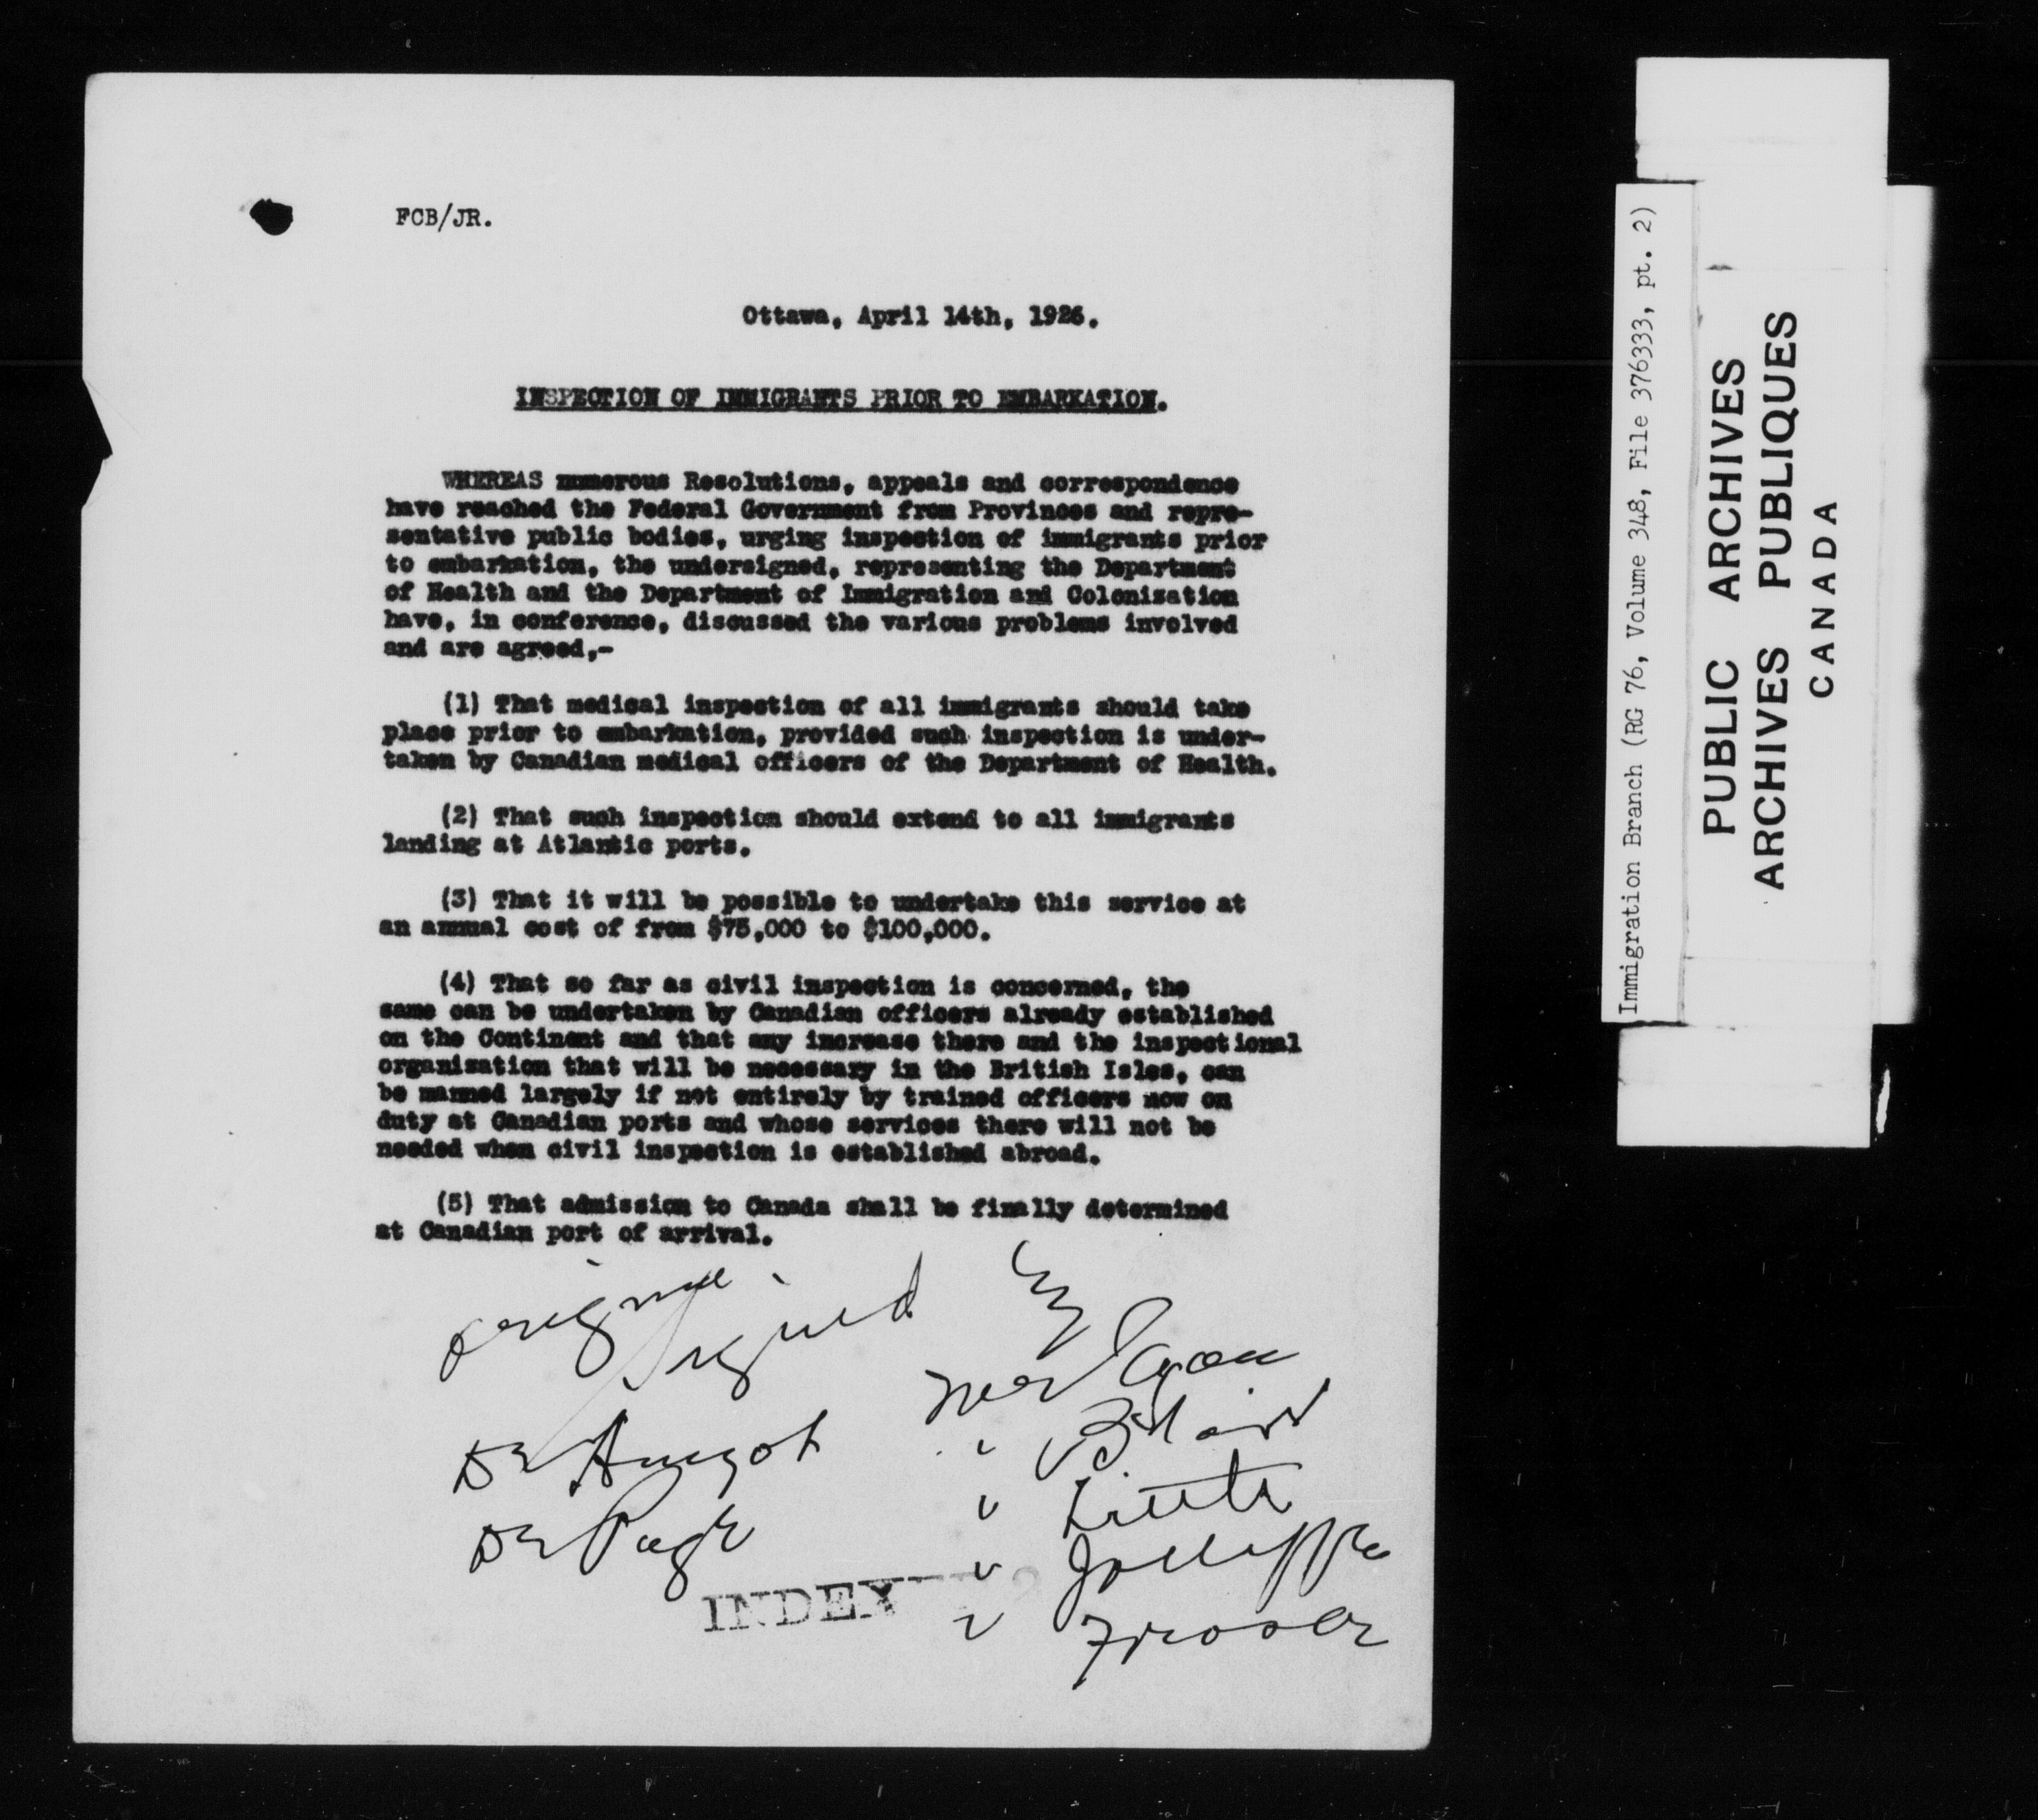 FCB/JR.
Ottawa, April 14th, 1926.
INSPECTION OF IMMIGRANTS PRIOR TO EMBARKATION.
WHEREAS numerous Resolutions, appeals and correspondence
have reached the Federal Government from Provinces and repre-
sentative public bodies, urging inspection of immigrants prior
to embarkation, the undersigned, representing the Department
of Health and the Department of Immigration and Colonization
have, in conference, discussed the various problems involved
and are agreed,-
(1) That medical inspection of all immigrants should take
place prior to embarkation, provided such inspection is under-
taken by Canadian medical officers of the Department of Health.
(2) That such inspection should extend to all immigrants
landing at Atlantic ports.
(3) That it will be possible to undertake this service at
an annual cost of from $75,000 to $100,000.
(4) That so far as civil inspection is concerned, the
same can be undertaken by Canadian officers already established
on the Continent and that any increase there and the inspectional
organization that will be necessary in the British Isles, can
be manned largely if not entirely by trained officers now on
duty at Canadian ports and whose services there will not be
needed when civil inspection is established abroad.
(5) That admission to Canada shall be finally determined
at Canadian port of arrival.
Original signed by
Mr Egan
Dr Amyot " Blair
" Little
Dr Page " Jolliffe
" Fraser
INDEXED
Immigration Branch (RG 76, Volume 348, File 376333, pt. 2)
PUBLIC ARCHIVES
ARCHIVES PUBLIQUES
CANADA